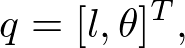 q = [l, θ]^T,